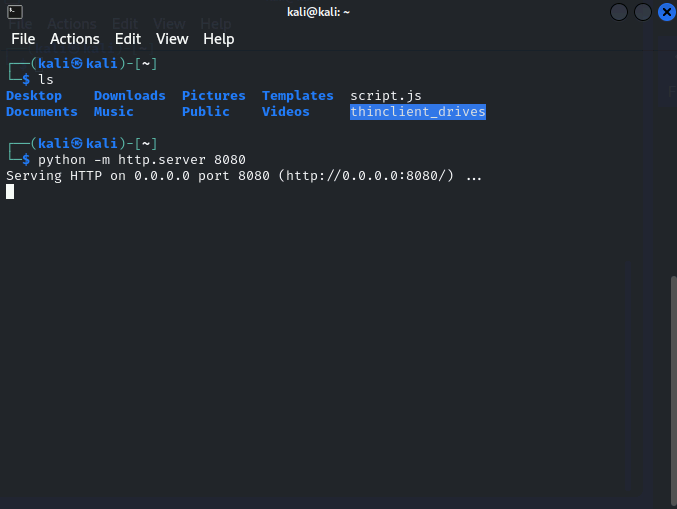 kali@kali: ~
File Actions Edit View Help
┌──(kali㉿kali)-[~]
└─$ ls
Desktop Downloads Pictures Templates script.js
Documents Music Public Videos thinclient_drives
┌──(kali㉿kali)-[~]
└─$ python -m http.server 8080
Serving HTTP on 0.0.0.0 port 8080 (http://0.0.0.0:8080/) ...